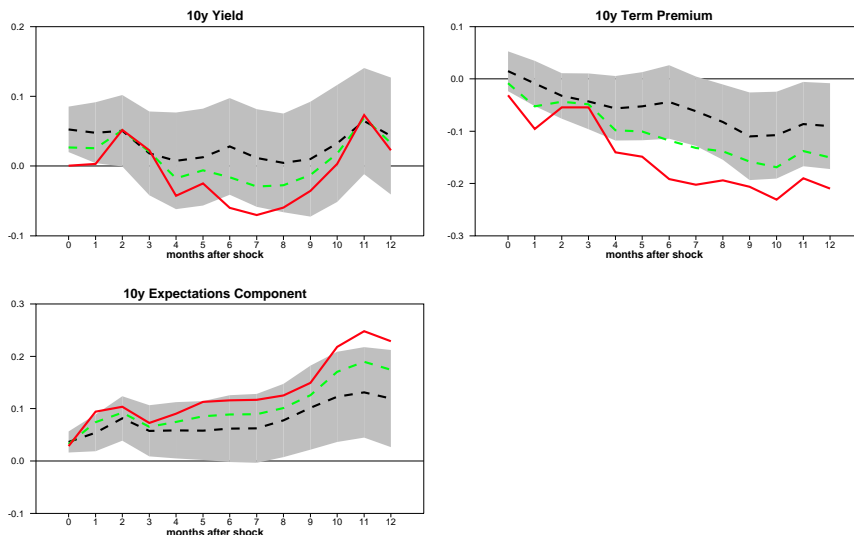 10y Yield
0.2
0.1
0.0
-0.1
0 1 2 3 4 5 6 7 8 9 10 11 12
months after shock
10y Term Premium
0.1
0.0
-0.1
-0.2
-0.3
0 1 2 3 4 5 6 7 8 9 10 11 12
months after shock
10y Expectations Component
0.3
0.2
0.1
0.0
-0.1
0 1 2 3 4 5 6 7 8 9 10 11 12
months after shock